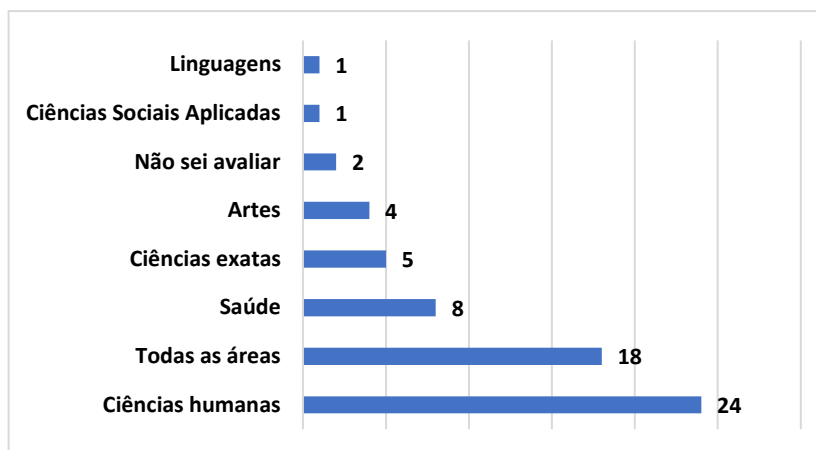 Linguagens 1
Ciências Sociais Aplicadas 1
Não sei avaliar 2
Artes 4
Ciências exatas 5
Saúde 8
Todas as áreas 18
Ciências humanas 24